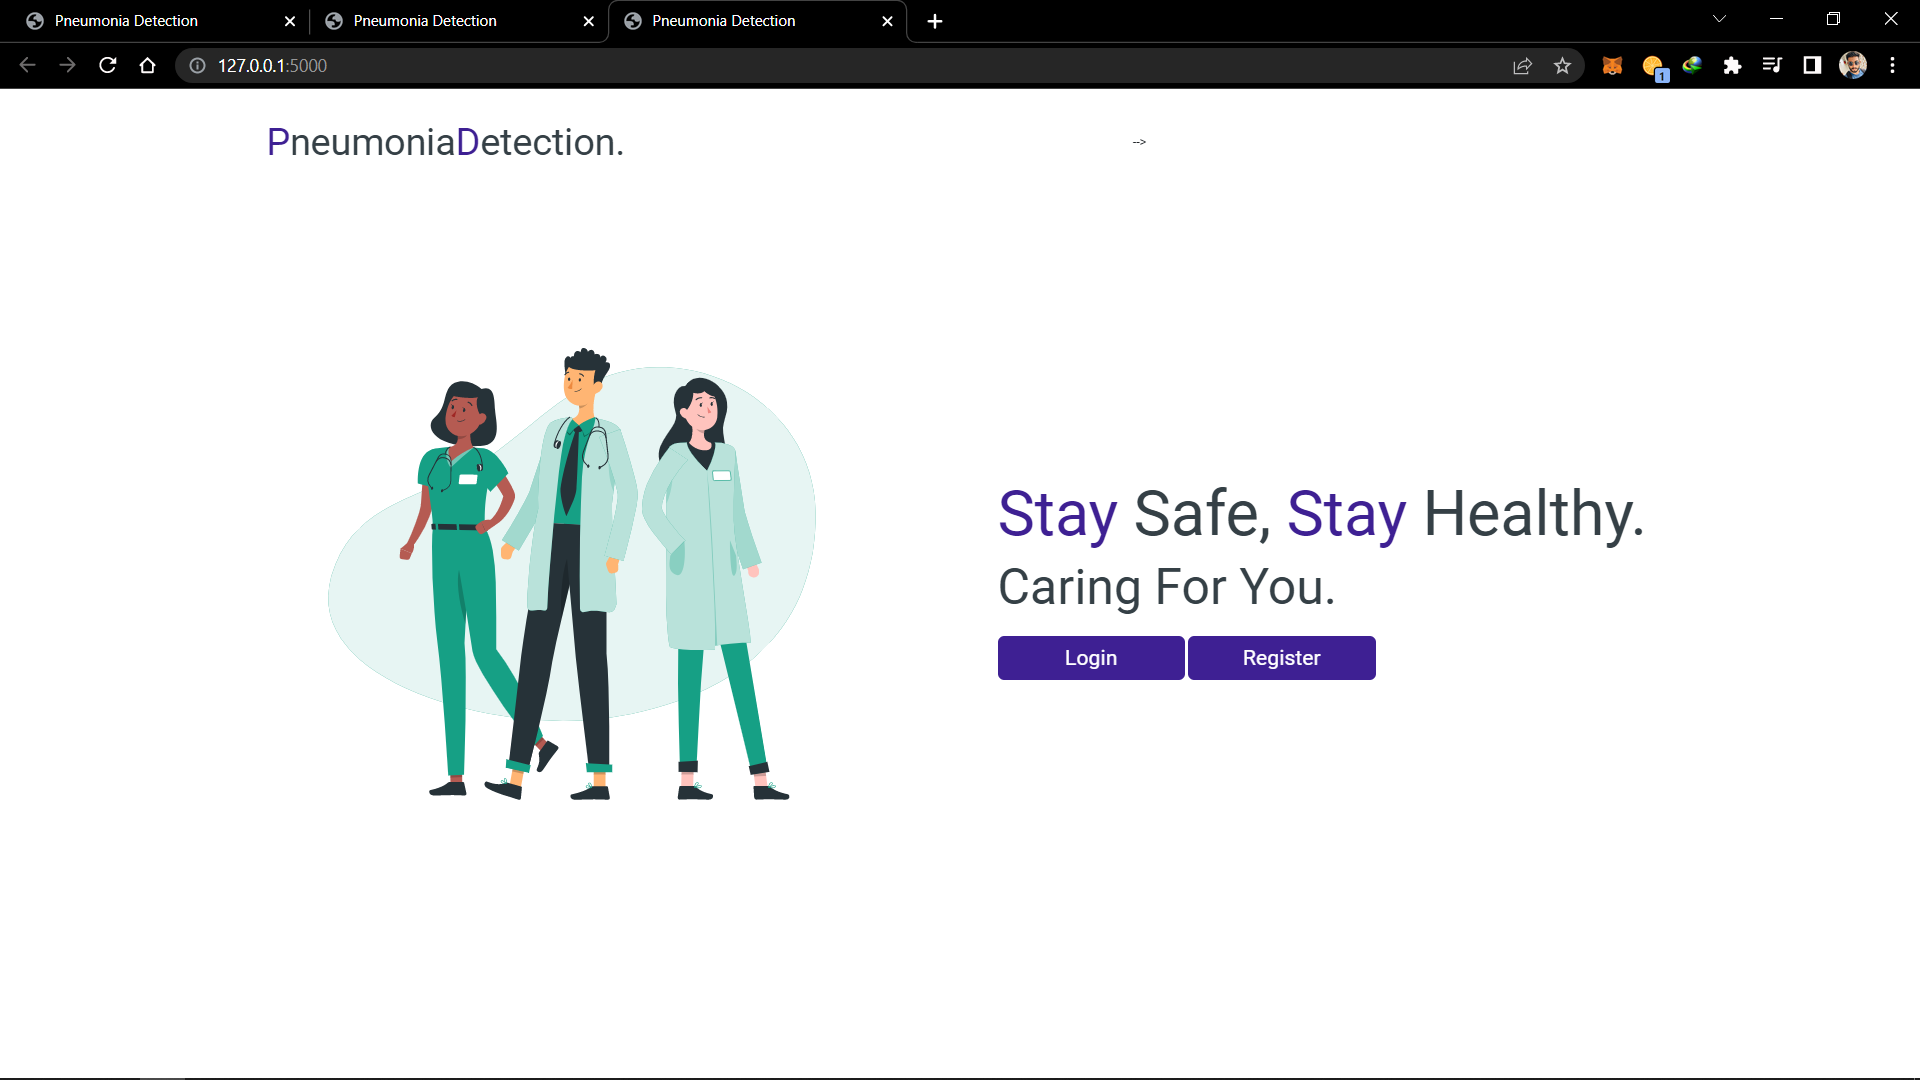 Pneumonia Detection
Pneumonia Detection
Pneumonia Detection
127.0.0.1:5000
1
PneumoniaDetection.
-->
Stay Safe, Stay Healthy.
Caring For You.
Login
Register